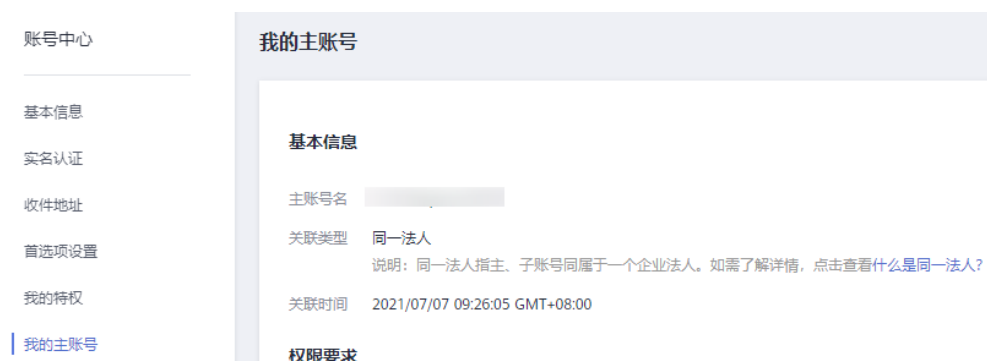 账号中心
基本信息
实名认证
收件地址
首选项设置
我的特权
我的主账号
我的主账号
基本信息
主账号名
关联类型 同一法人
说明：同一法人指主、子账号同属于一个企业法人。如需了解详情，点击查看什么是同一法人?
关联时间 2021/07/07 09:26:05 GMT+08:00
权限要求